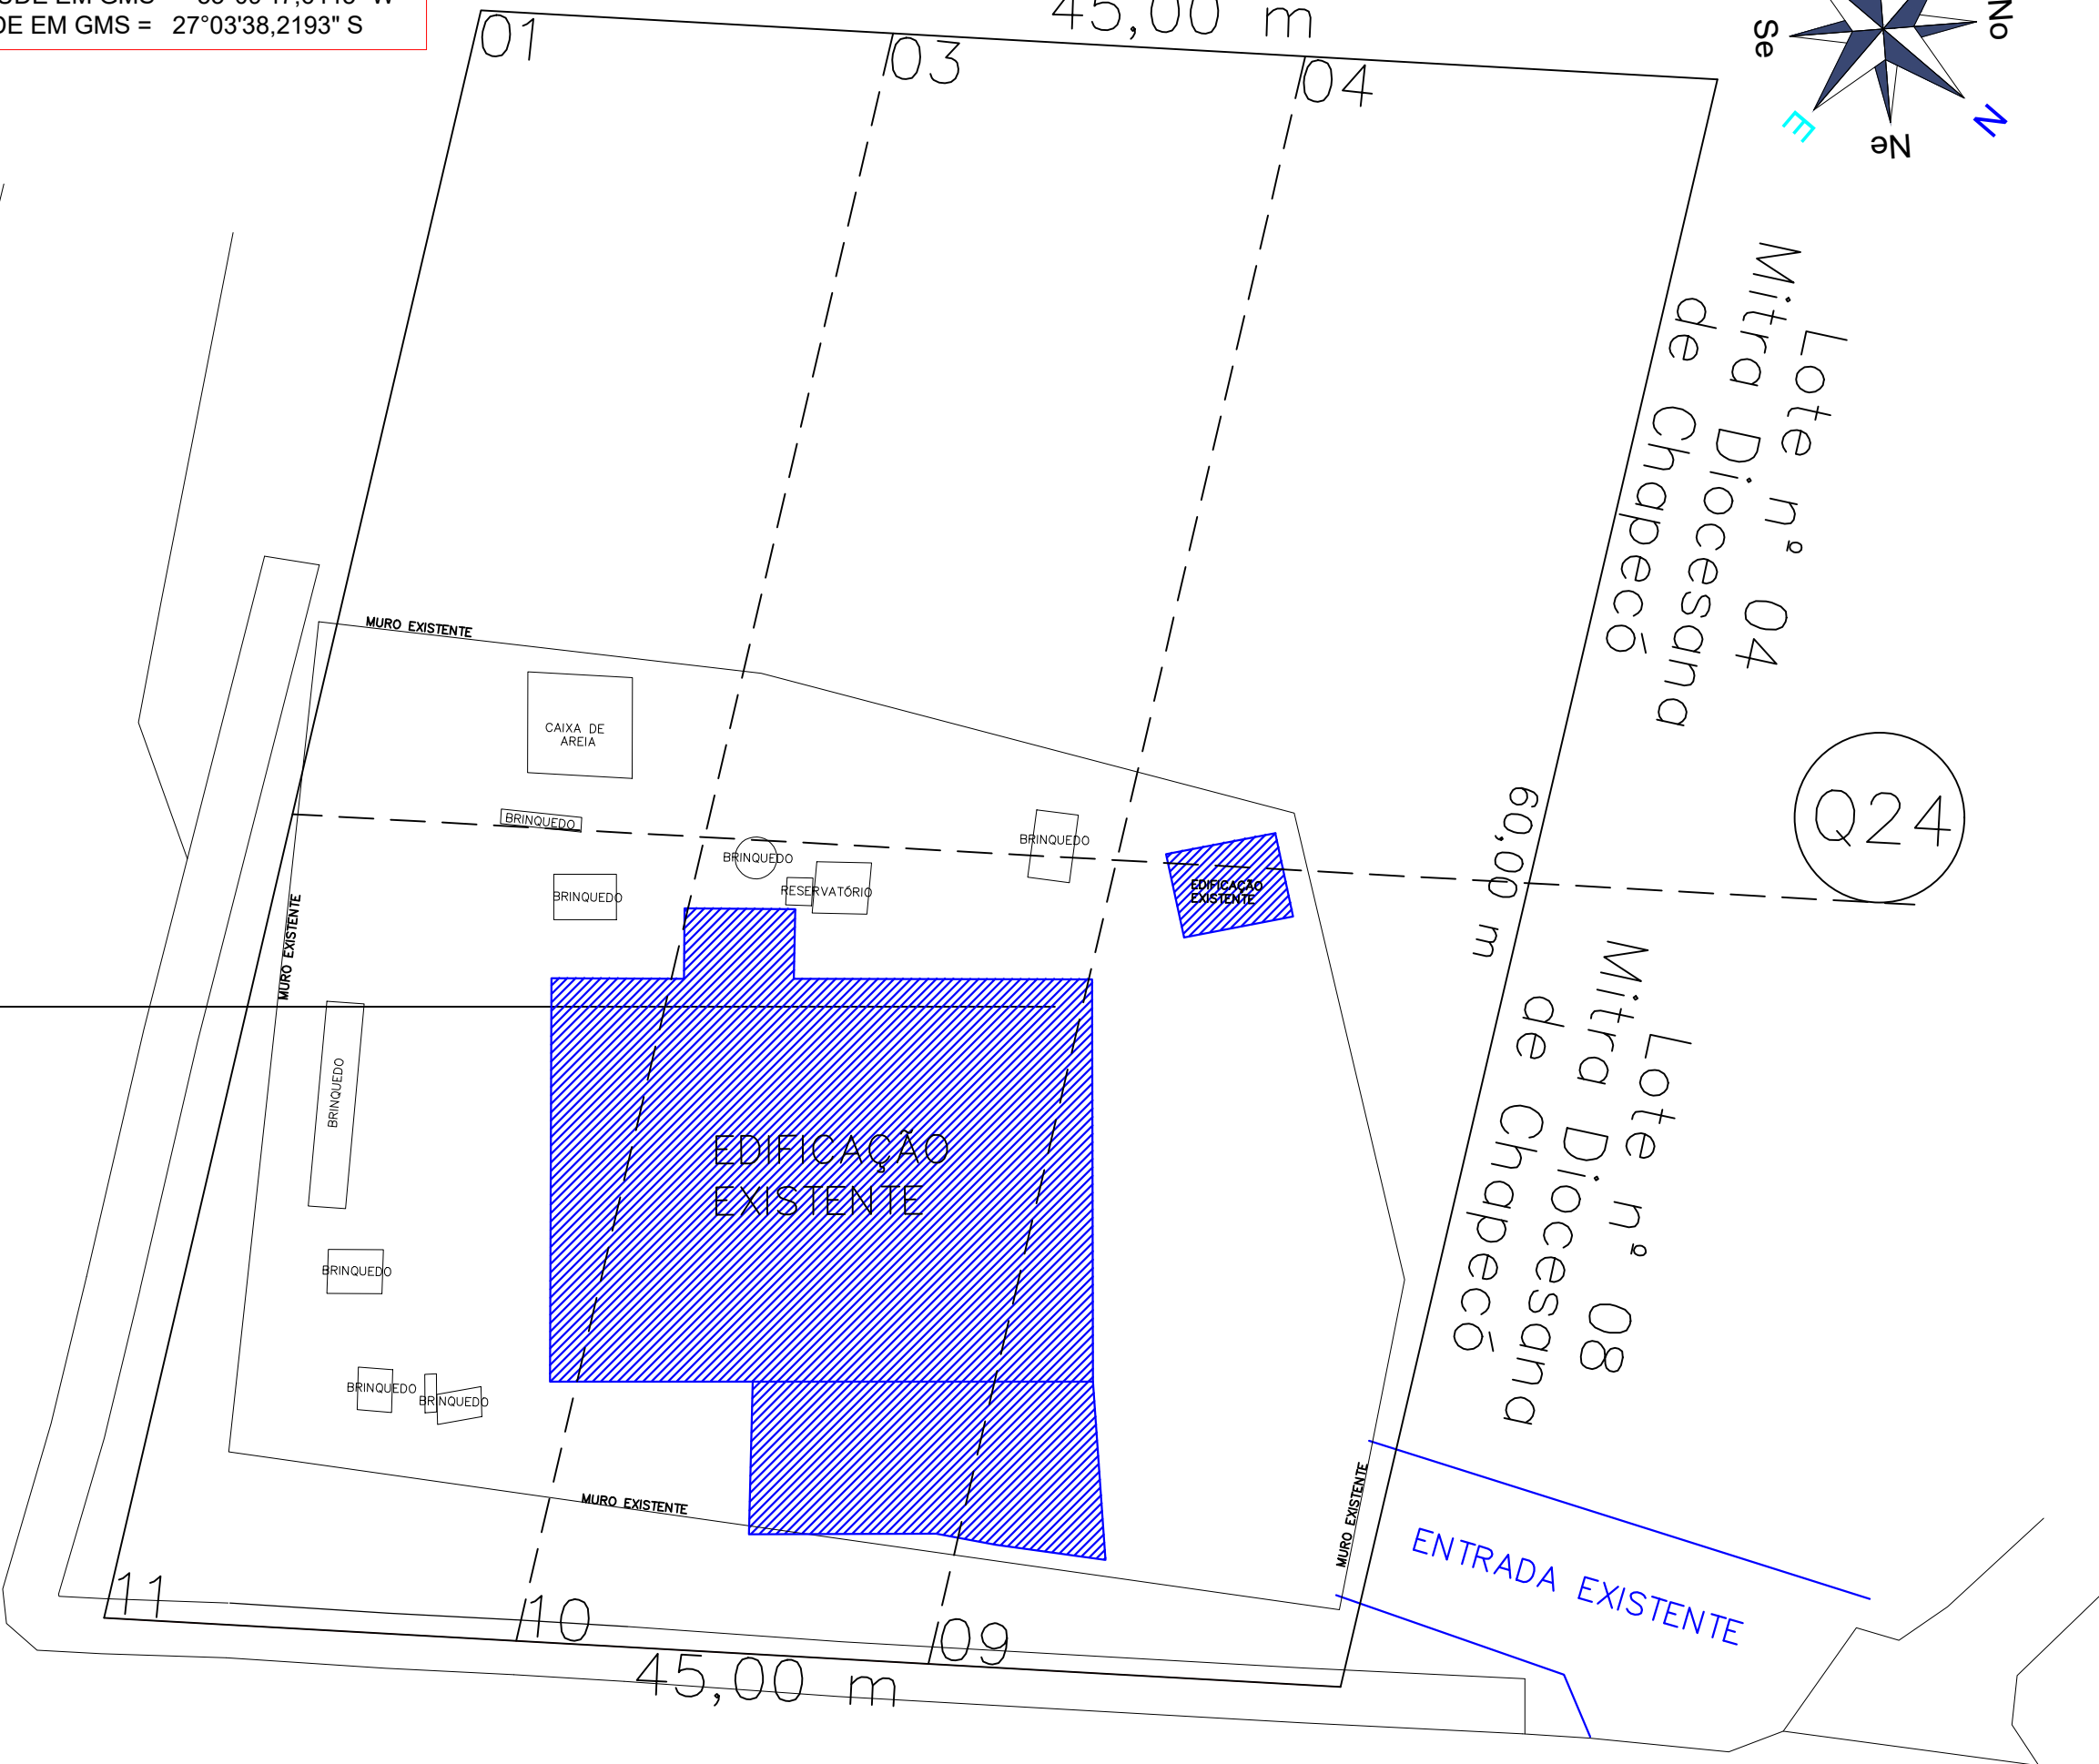 DE EM GMS = 27°03'38,2193" S
45,00 m
01
03
04
Se
No
E
Ne
N
Lote nº 04
Mitra Diocesana
de Chapecō
MURO EXISTENTE
CAIXA DE
AREIA
60,00 m
Q24
BRINQUEDO
BRINQUEDO
BRINQUEDO
BRINQUEDO
RESERVATÓRIO
EDIFICAÇÃO
EXISTENTE
MURO EXISTENTE
Lote nº 08
Mitra Diocesana
de Chapecō
BRINQUEDO
EDIFICAÇÃO
EXISTENTE
BRINQUEDO
BRINQUEDO
BRINQUEDO
MURO EXISTENTE
MURO EXISTENTE
ENTRADA EXISTENTE
11
10
09
45,00 m